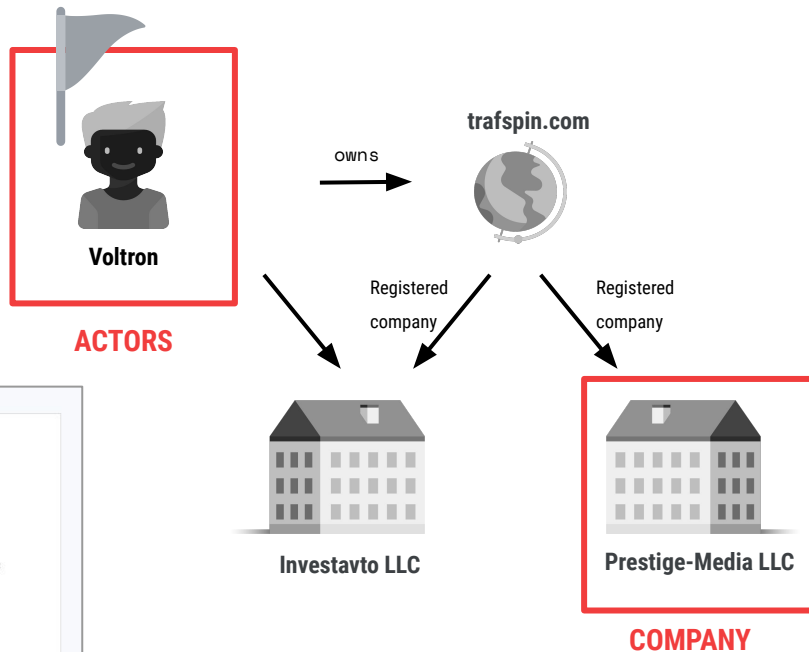 trafspin.com
owns
Voltron
Registered
company
Registered
company
ACTORS
Investavto LLC
Prestige-Media LLC
COMPANY